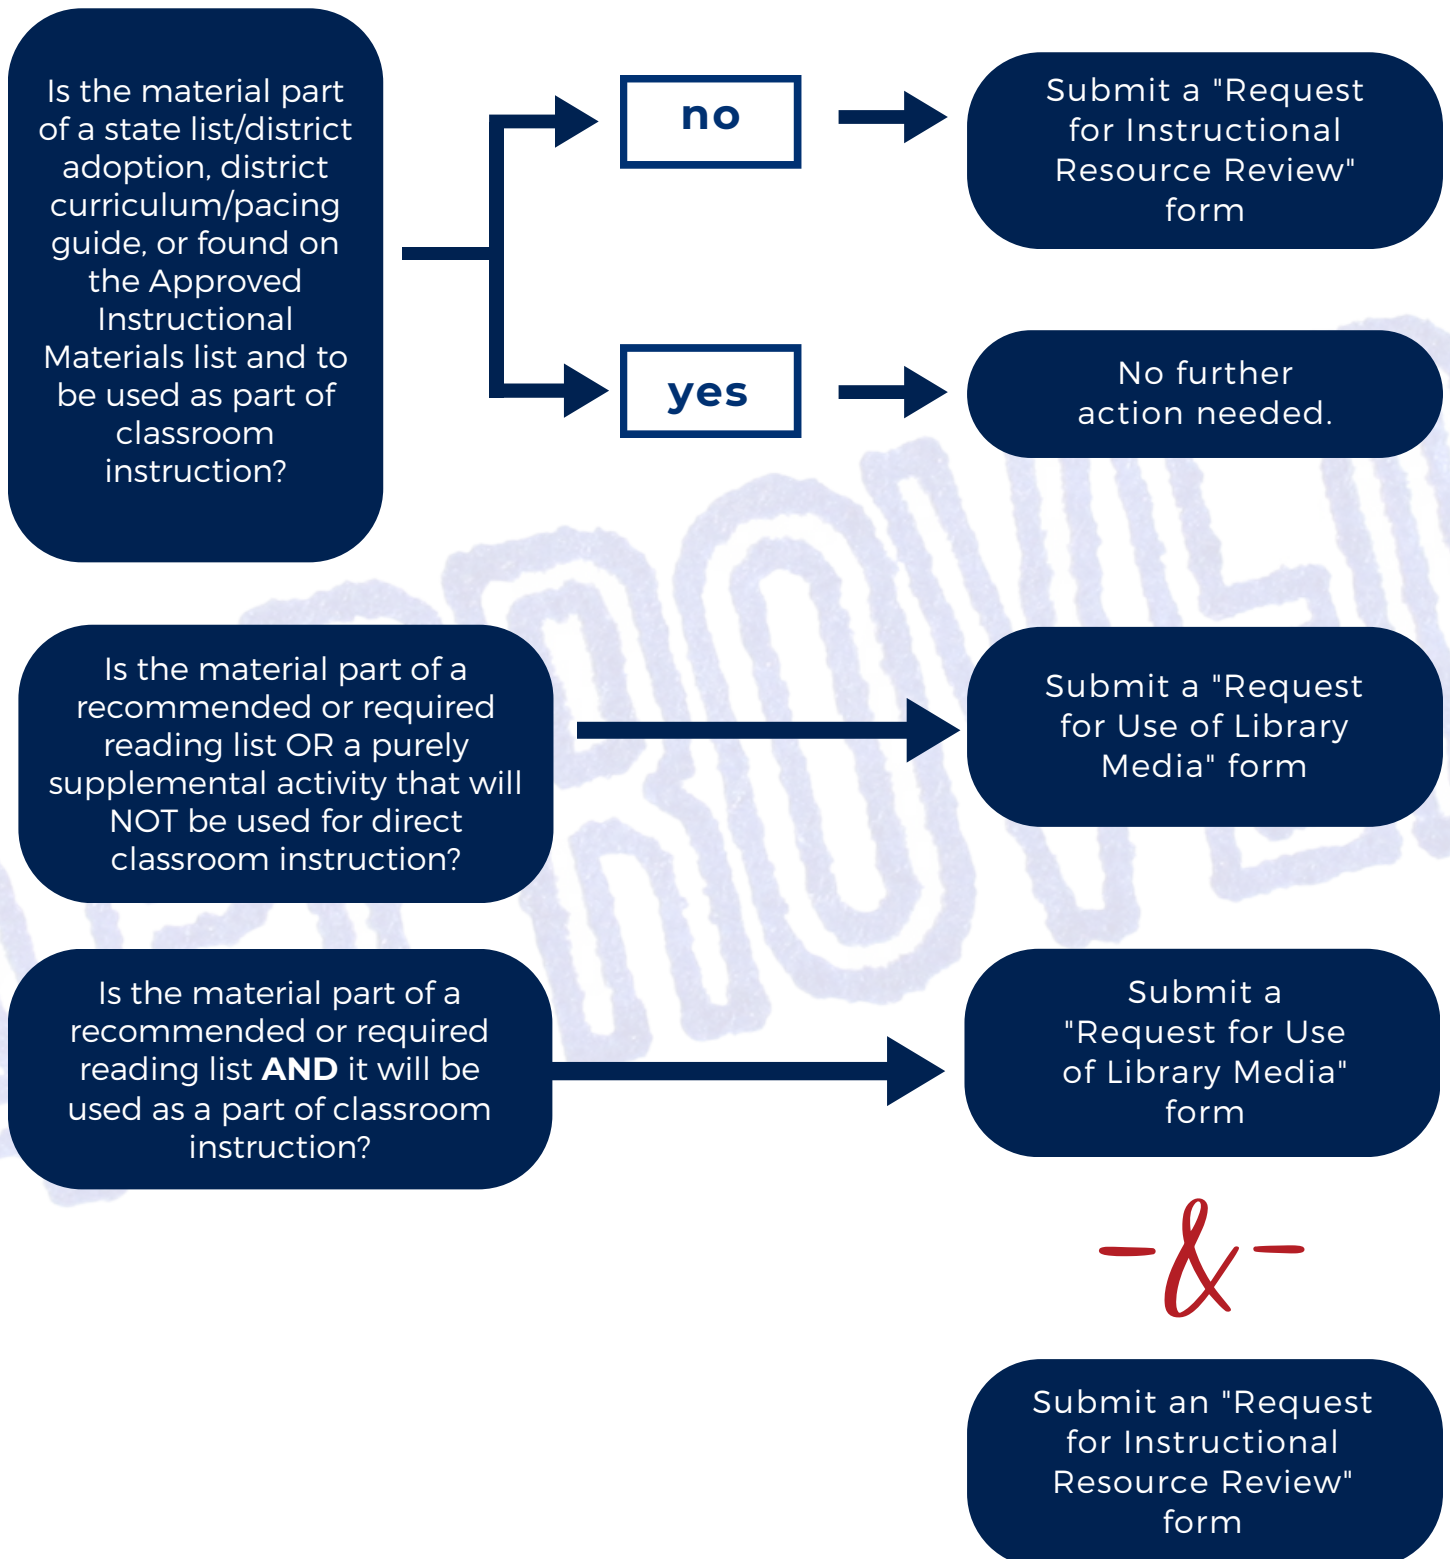 Is the material part
of a state list/district
adoption, district
curriculum/pacing
guide, or found on
the Approved
Instructional
Materials list and to
be used as part of
classroom
instruction?
no
Submit a "Request
for Instructional
Resource Review"
form
yes
No further
action needed.
Is the material part of a
recommended or required
reading list OR a purely
supplemental activity that will
NOT be used for direct
classroom instruction?
Submit a "Request
for Use of Library
Media" form
Is the material part of a
recommended or required
reading list AND it will be
used as a part of classroom
instruction?
Submit a
"Request for Use
of Library Media"
form
-&-
Submit an "Request
for Instructional
Resource Review"
form